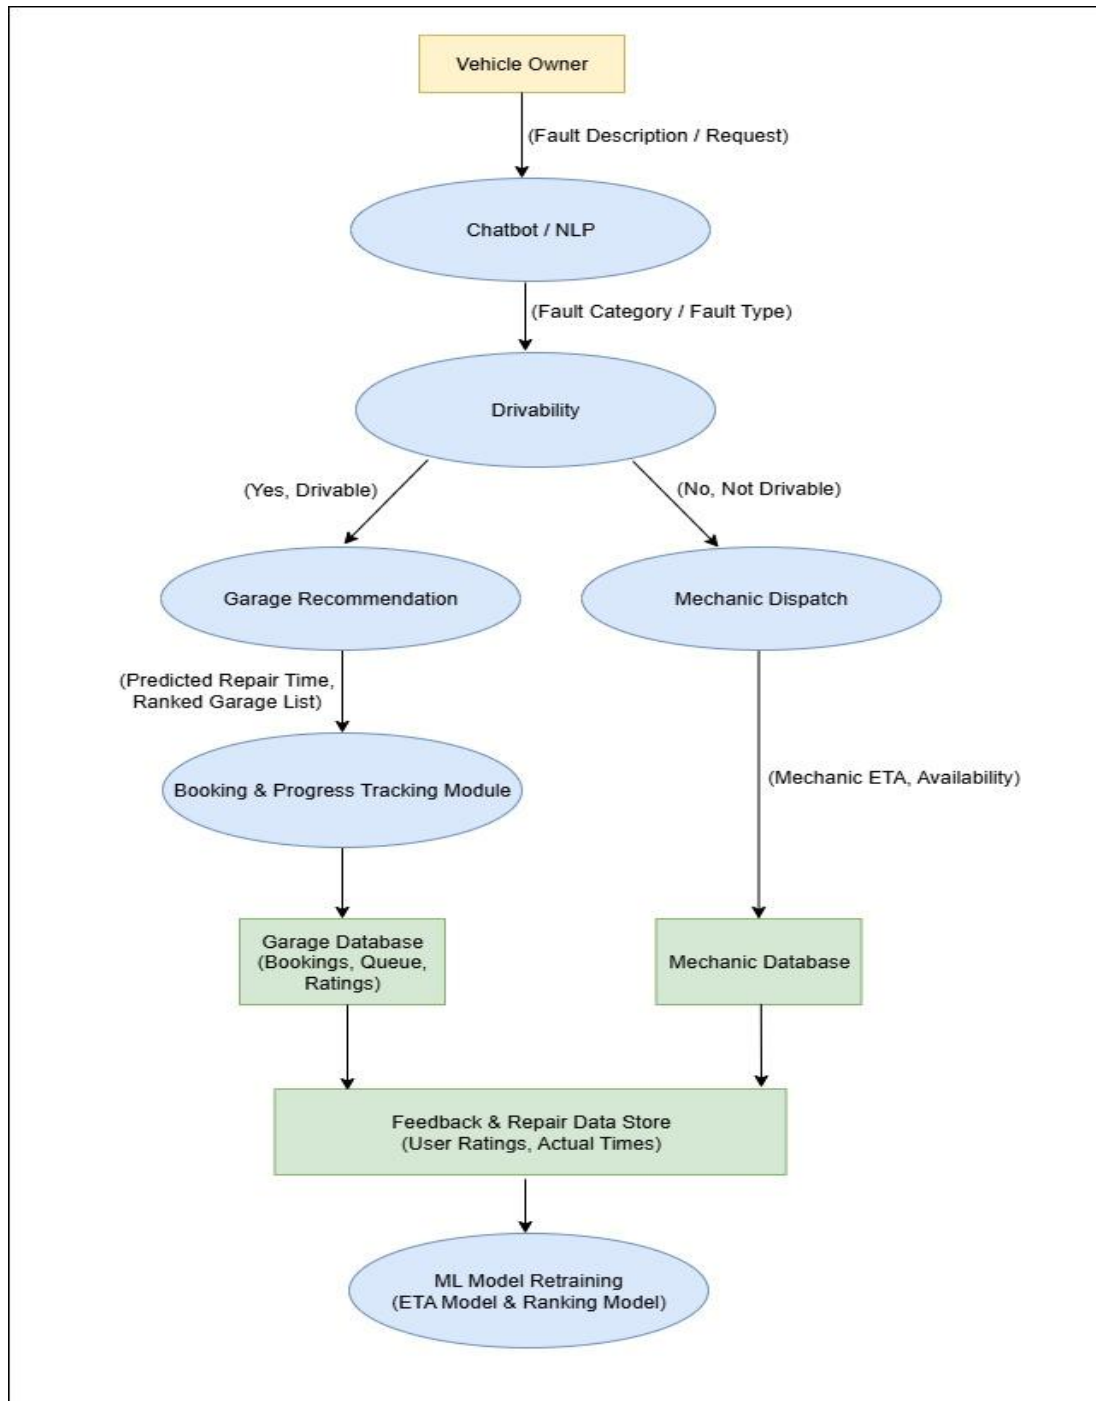 Vehicle Owner
(Fault Description / Request)
Chatbot / NLP
(Fault Category / Fault Type)
Drivability
(Yes, Drivable)
(No, Not Drivable)
Garage Recommendation
Mechanic Dispatch
(Predicted Repair Time,
Ranked Garage List)
Booking & Progress Tracking Module
(Mechanic ETA, Availability)
Garage Database
(Bookings, Queue,
Ratings)
Mechanic Database
Feedback & Repair Data Store
(User Ratings, Actual Times)
ML Model Retraining
(ETA Model & Ranking Model)